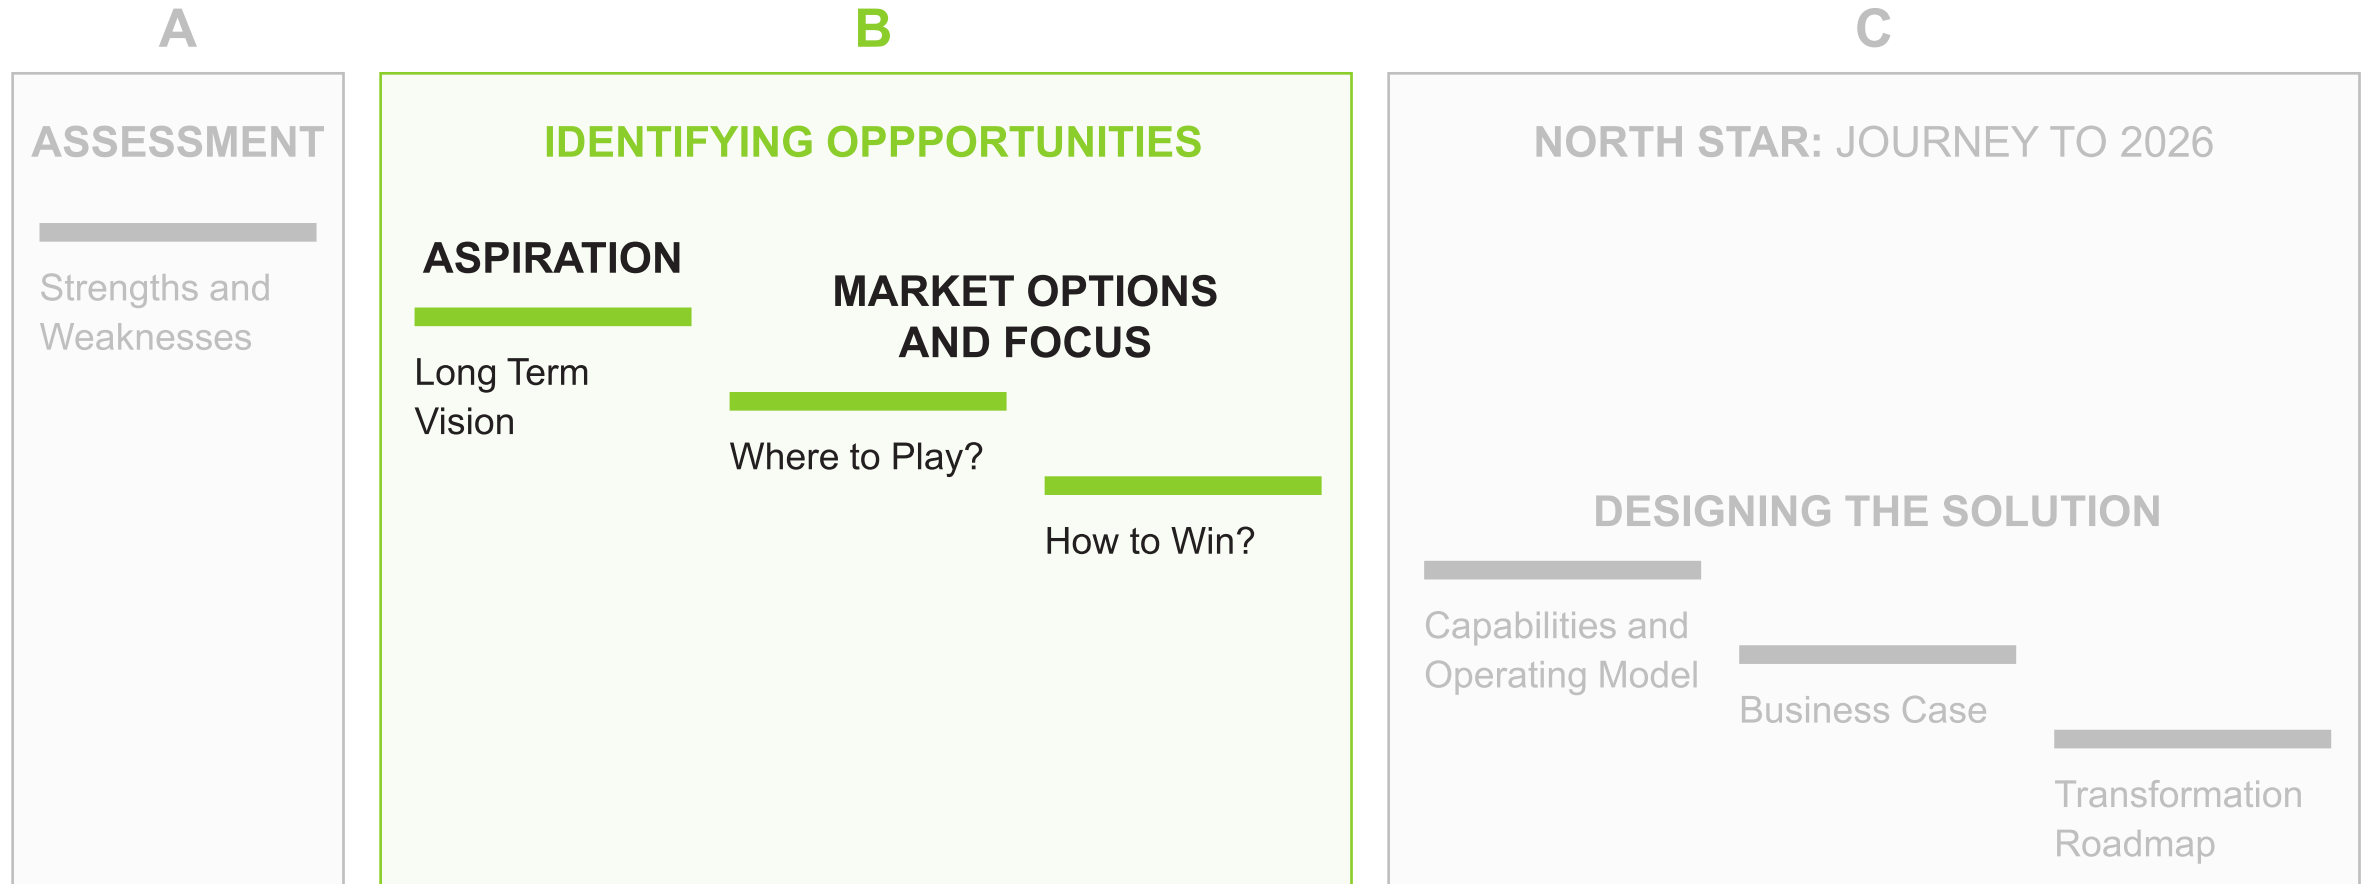 A
ASSESSMENT
Strengths and
Weaknesses
B
IDENTIFYING OPPPORTUNITIES
ASPIRATION
Long Term
Vision
MARKET OPTIONS
AND FOCUS
Where to Play?
How to Win?
C
NORTH STAR: JOURNEY TO 2026
DESIGNING THE SOLUTION
Capabilities and
Operating Model
Business Case
Transformation
Roadmap